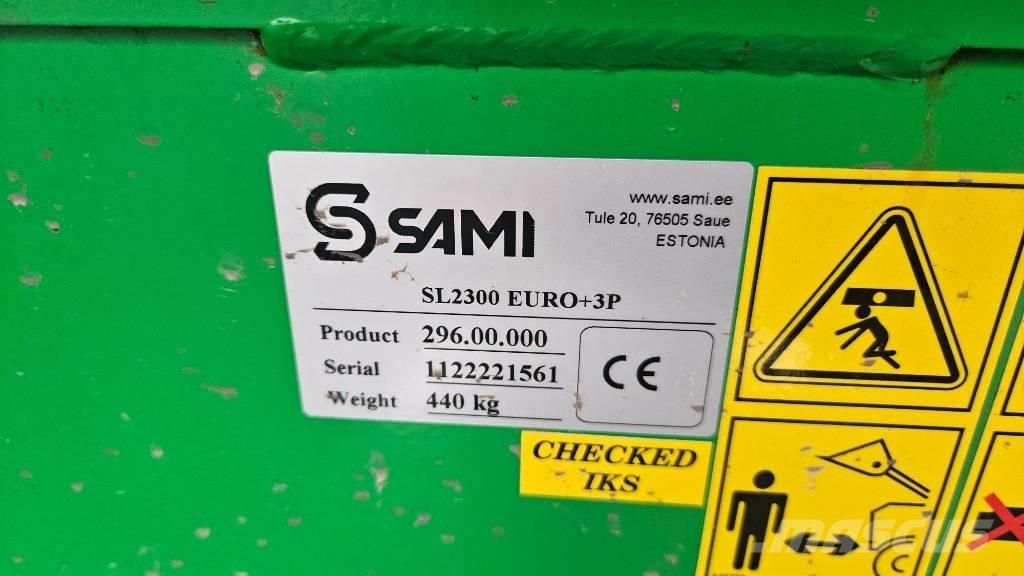 SAMI
www.sami.ee
Tule 20, 76505 Saue
ESTONIA
SL2300 EURO+3P
Product 296.00.000
Serial 1122221561
Weight 440 kg
CE
CHECKED
IKS
mascus